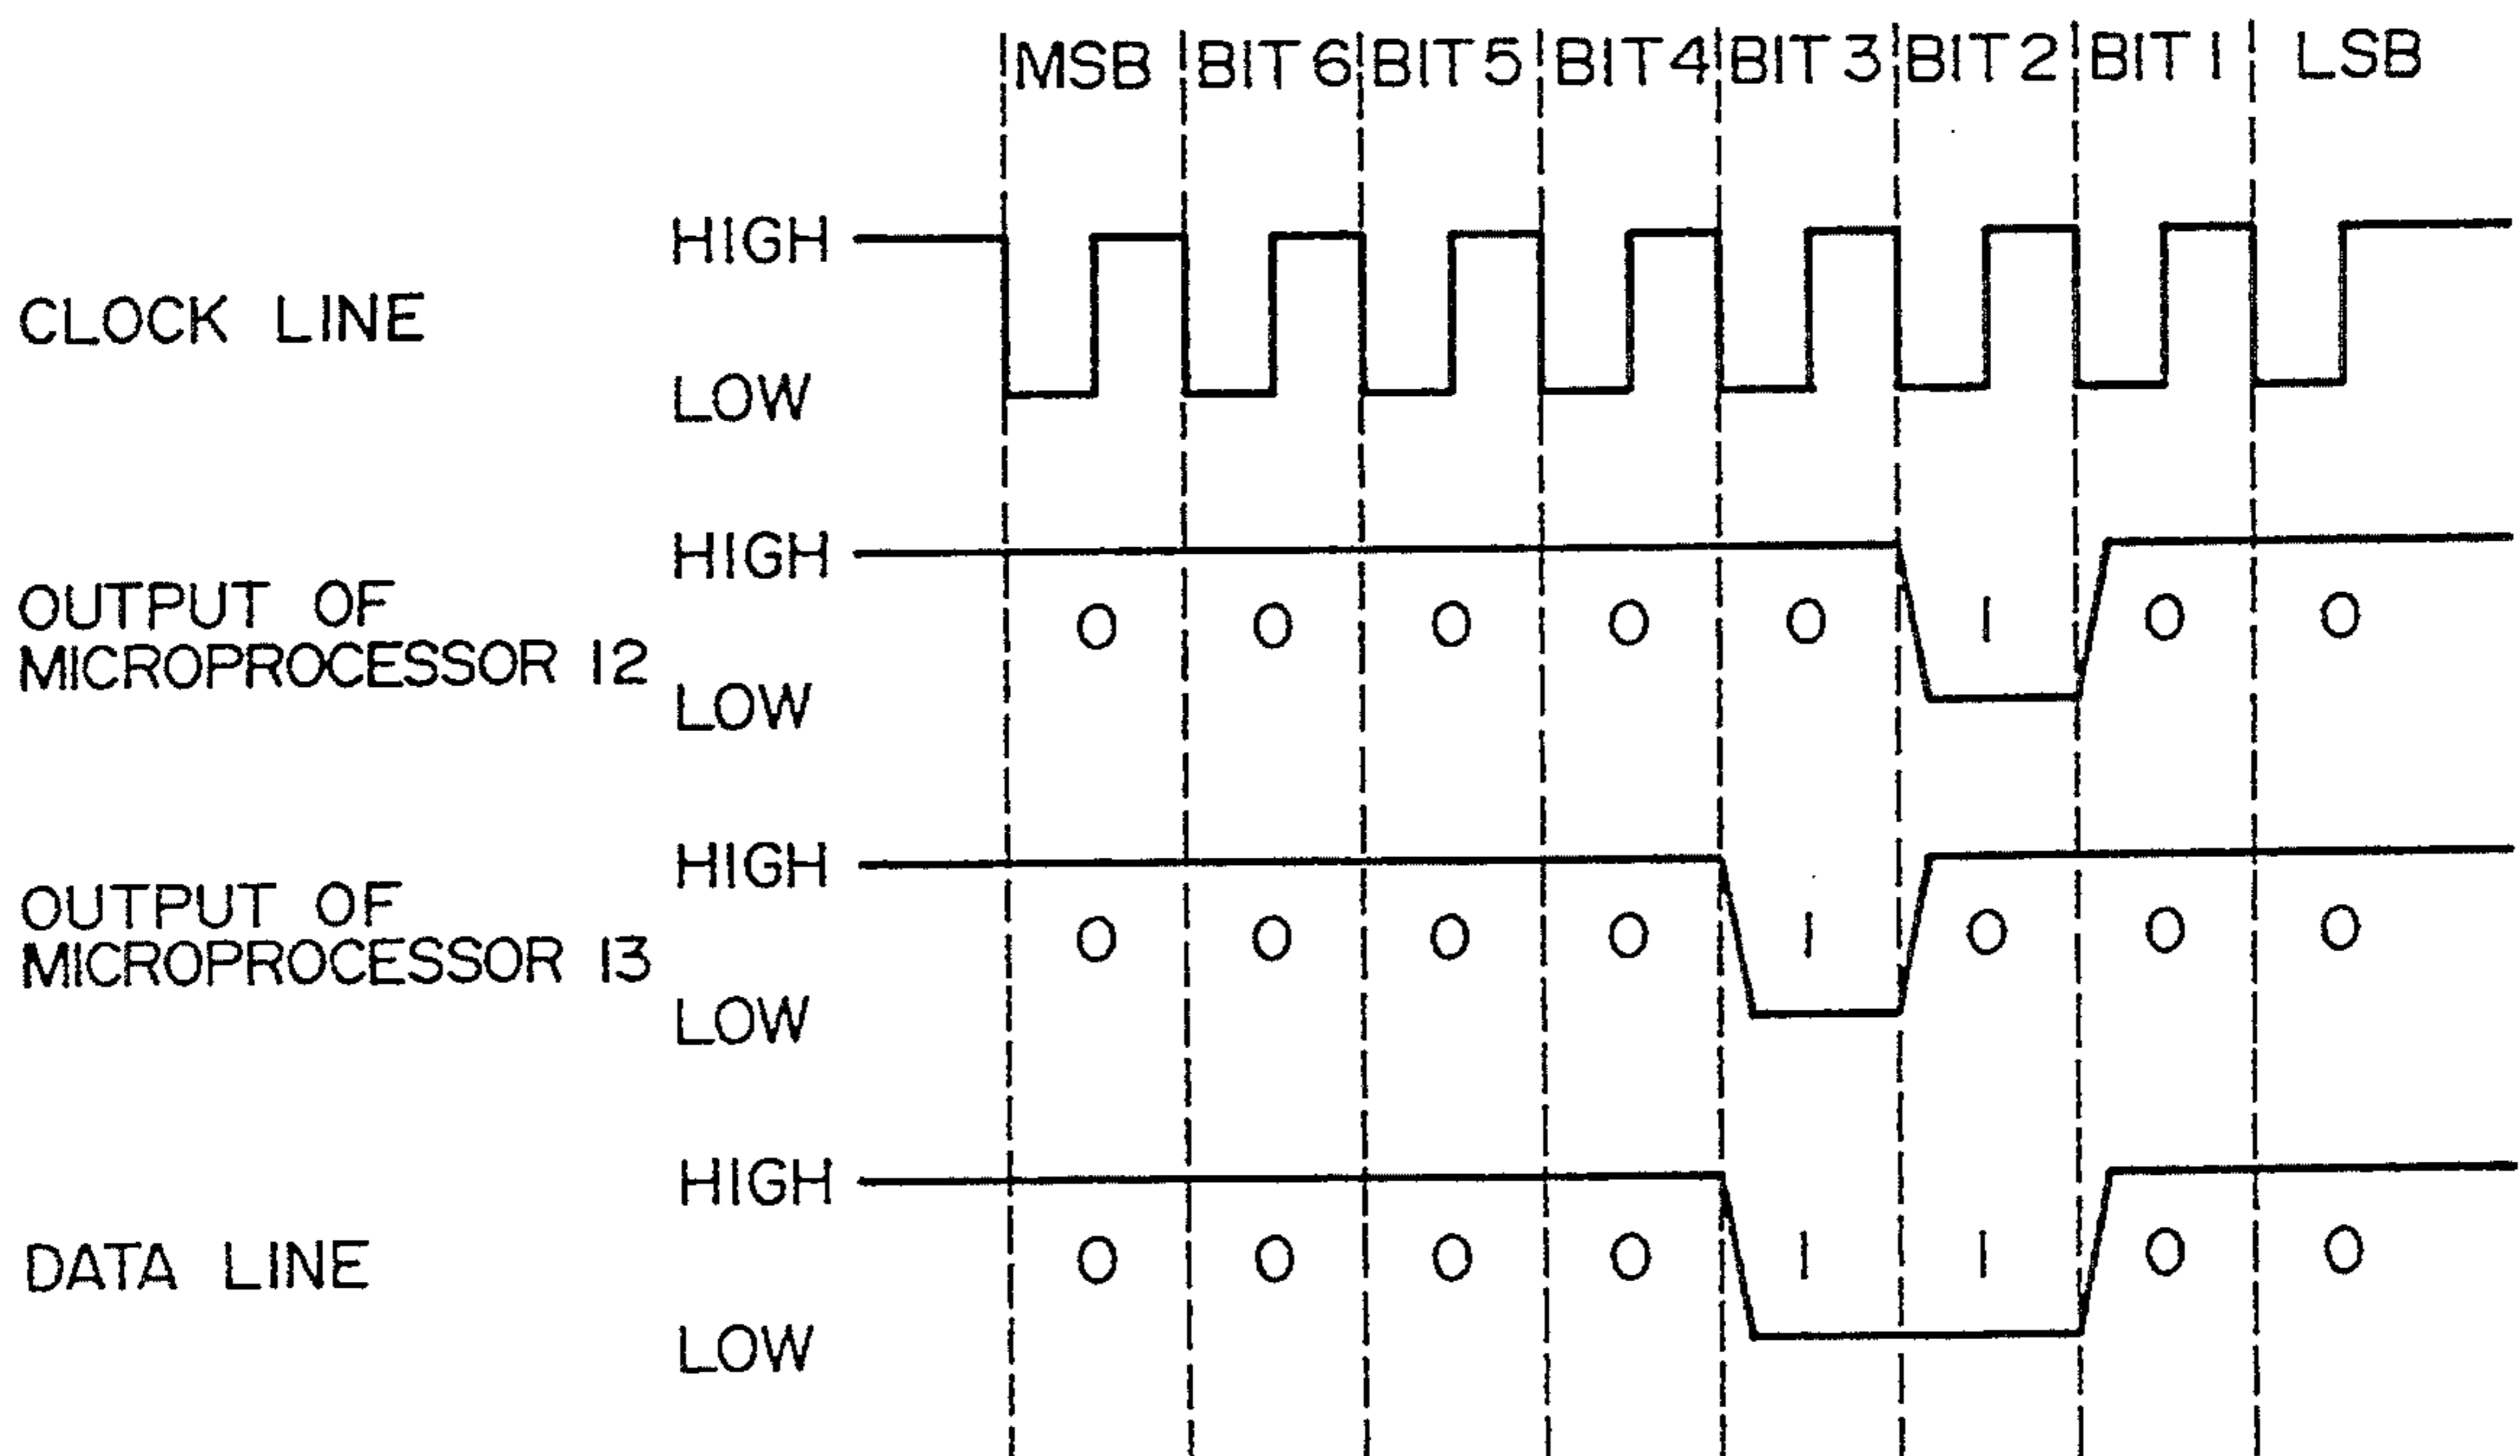 MSB BIT 6 BIT 5 BIT 4 BIT 3 BIT 2 BIT 1 LSB
HIGH
CLOCK LINE
LOW
HIGH
OUTPUT OF
MICROPROCESSOR 12
0 0 0 0 0 1 0 0
LOW
HIGH
OUTPUT OF
MICROPROCESSOR 13
0 0 0 0 1 0 0 0
LOW
HIGH
DATA LINE
0 0 0 0 1 1 0 0
LOW